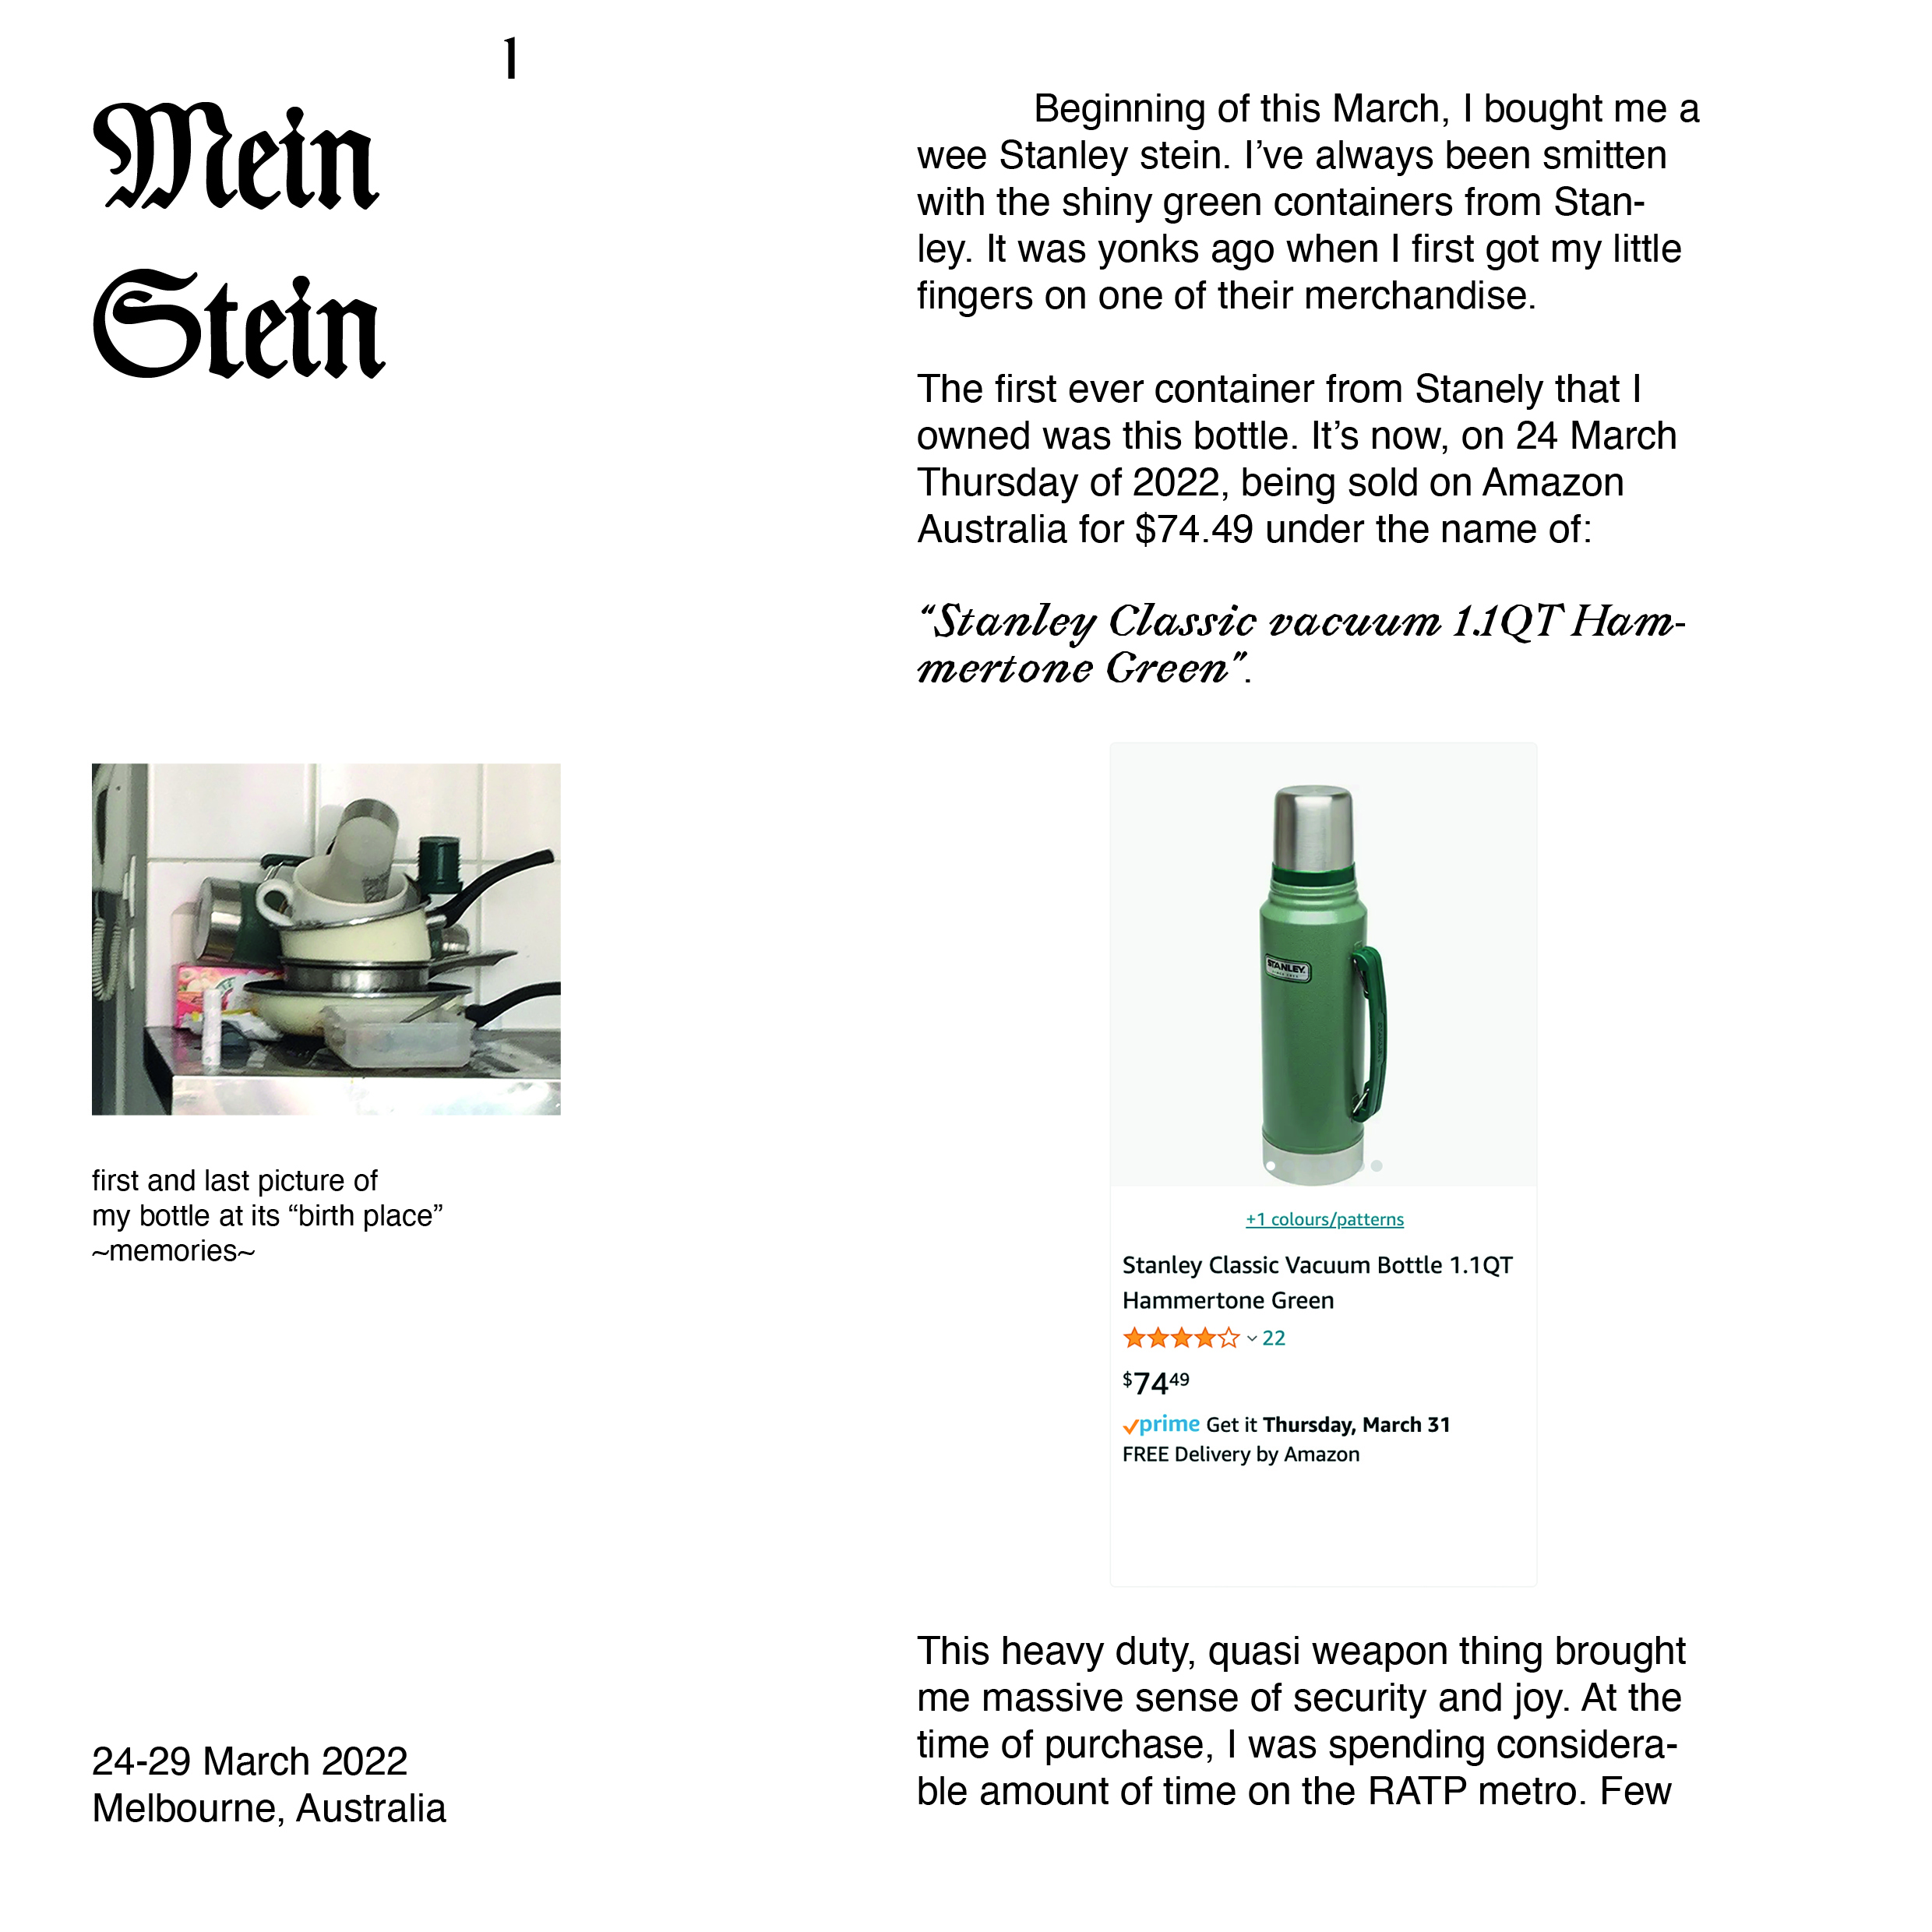 1
Mein
Stein
first and last picture of
my bottle at its “birth place”
~memories~
24-29 March 2022
Melbourne, Australia
Beginning of this March, I bought me a
wee Stanley stein. I’ve always been smitten
with the shiny green containers from Stan-
ley. It was yonks ago when I first got my little
fingers on one of their merchandise.
The first ever container from Stanely that I
owned was this bottle. It’s now, on 24 March
Thursday of 2022, being sold on Amazon
Australia for $74.49 under the name of:
“Stanley Classic vacuum 1.1QT Ham-
mertone Green”.
STANLEY
+1 colours/patterns
Stanley Classic Vacuum Bottle 1.1QT
Hammertone Green
22
$7449
prime Get it Thursday, March 31
FREE Delivery by Amazon
This heavy duty, quasi weapon thing brought
me massive sense of security and joy. At the
time of purchase, I was spending considera-
ble amount of time on the RATP metro. Few